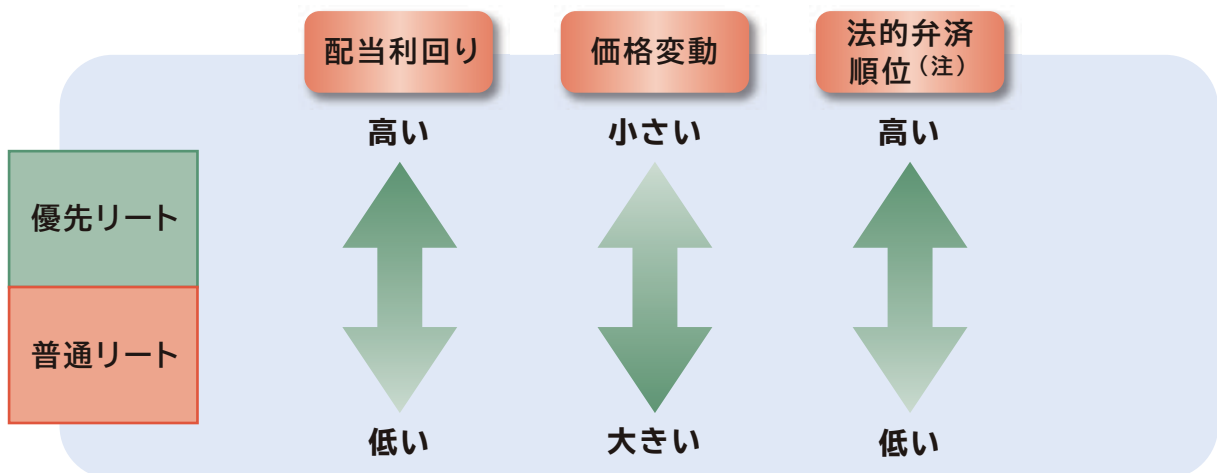 配当利回り
価格変動
法的弁済
順位(注)
高い
小さい
高い
優先リート
普通リート
低い
大きい
低い